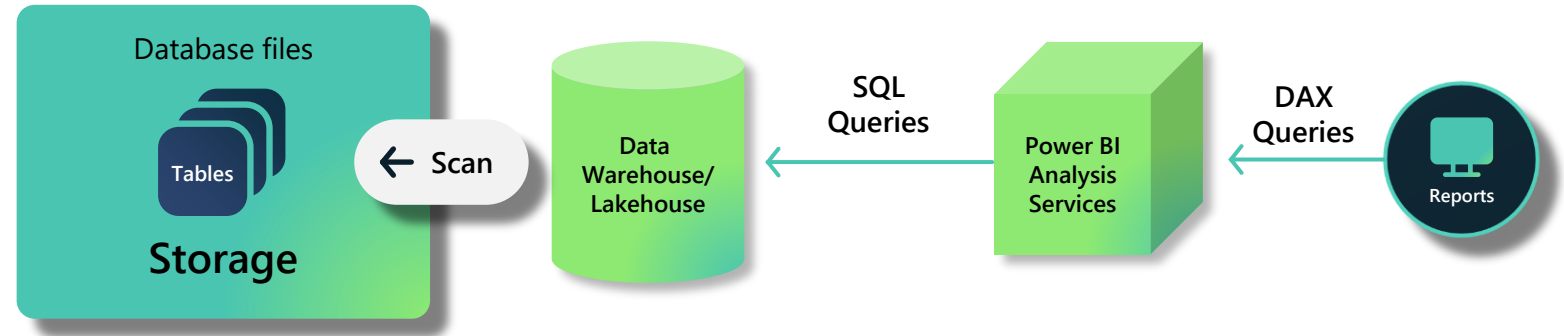 Database files
Tables
Storage
Scan
Data
Warehouse/
Lakehouse
SQL
Queries
Power BI
Analysis
Services
DAX
Queries
Reports